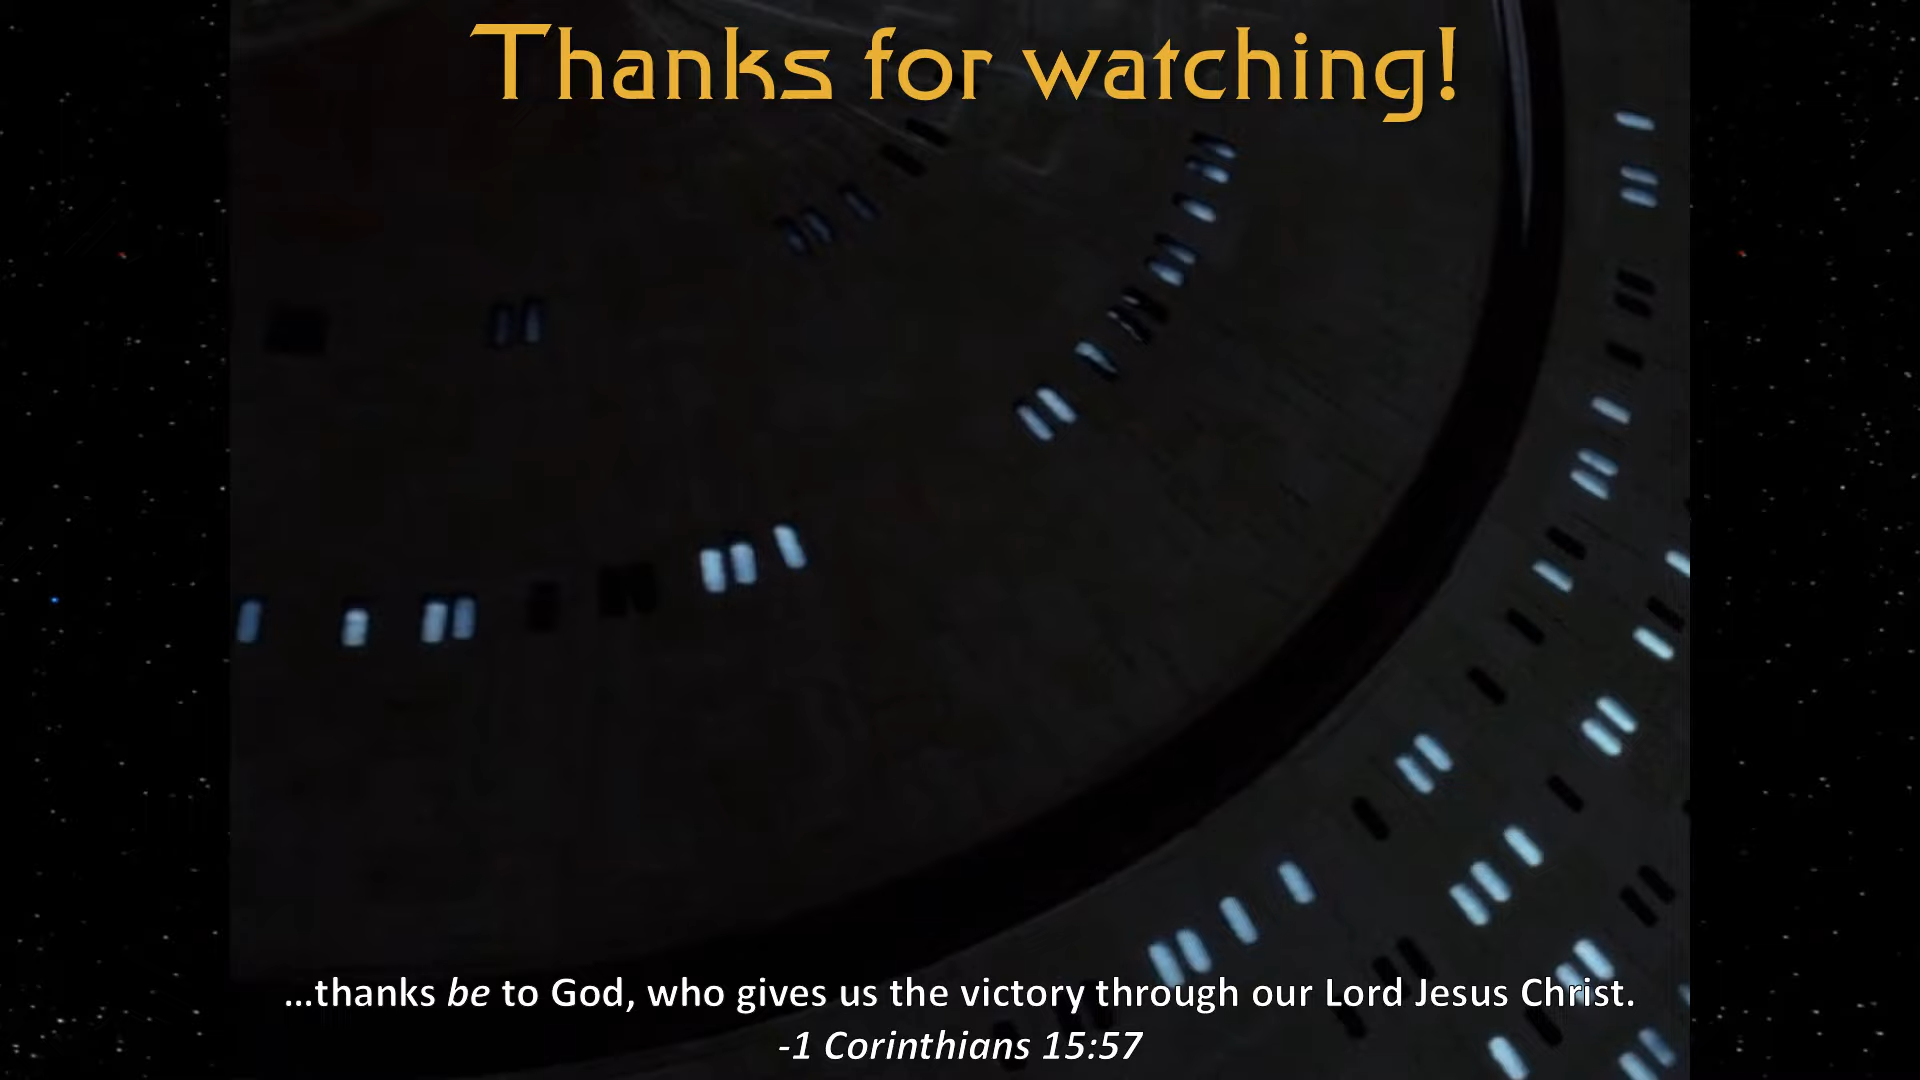 Thanks for watching!
...thanks be to God, who gives us the victory through our Lord Jesus Christ.
-1 Corinthians 15:57